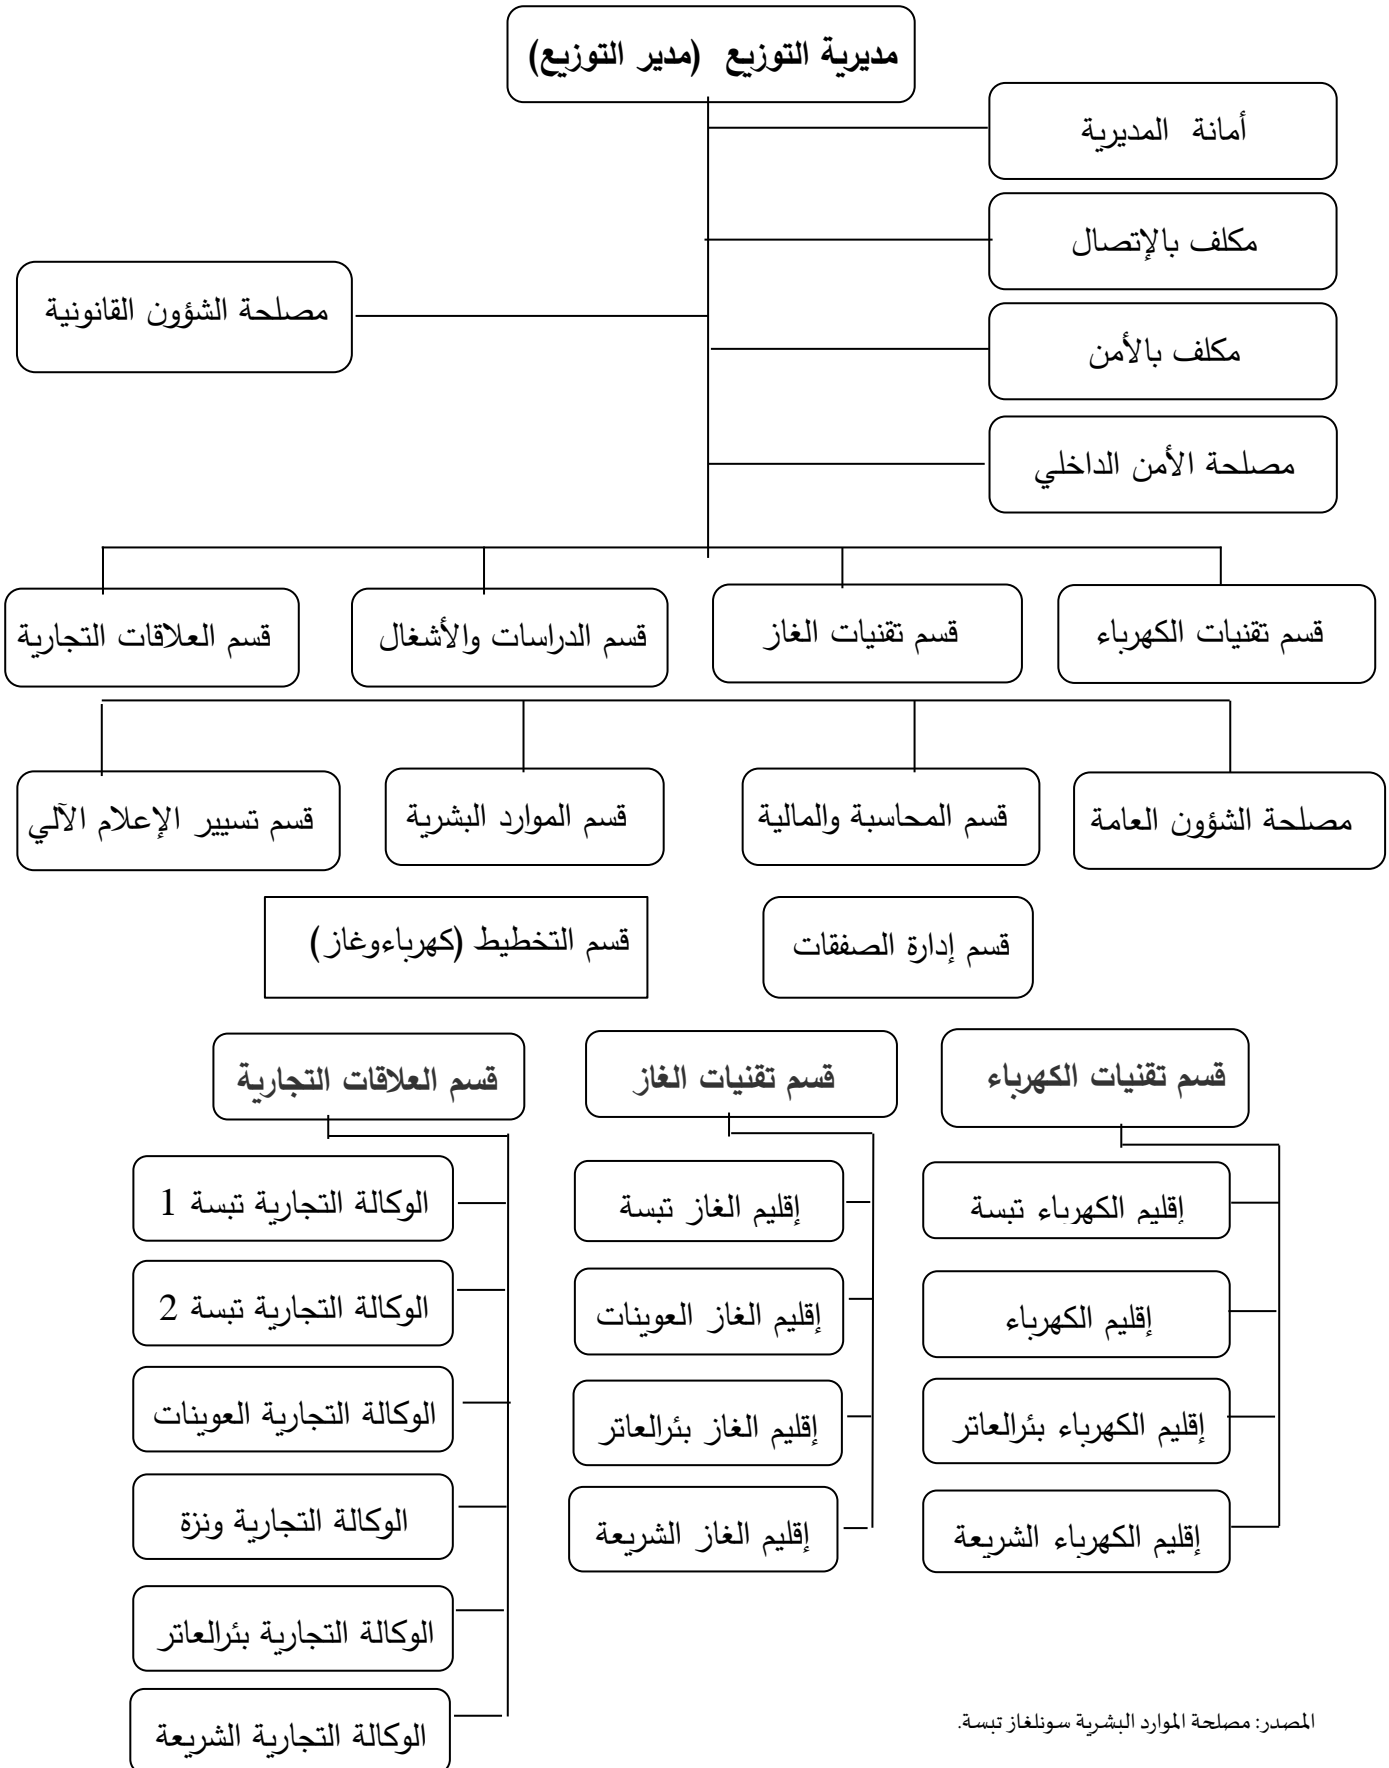 مديرية التوزيع (مدير التوزيع)
أمانة المديرية
مكلف بالإتصال
مصلحة الشؤون القانونية
مكلف بالأمن
مصلحة الأمن الداخلي
قسم تقنيات الكهرباء
قسم تقنيات الغاز
قسم الدراسات والأشغال
قسم العلاقات التجارية
مصلحة الشؤون العامة
قسم المحاسبة والمالية
قسم الموارد البشرية
قسم تسيير الإعلام الآلي
قسم إدارة الصفقات
قسم التخطيط (كهرباءوغاز)
قسم تقنيات الكهرباء
إقليم الكهرباء تبسة
إقليم الكهرباء
إقليم الكهرباء بئرالعاتر
إقليم الكهرباء الشريعة
قسم تقنيات الغاز
إقليم الغاز تبسة
إقليم الغاز العوينات
إقليم الغاز بئرالعاتر
إقليم الغاز الشريعة
قسم العلاقات التجارية
الوكالة التجارية تبسة 1
الوكالة التجارية تبسة 2
الوكالة التجارية العوينات
الوكالة التجارية ونزة
الوكالة التجارية بئرالعاتر
الوكالة التجارية الشريعة
المصدر: مصلحة الموارد البشرية سونلغاز تبسة.